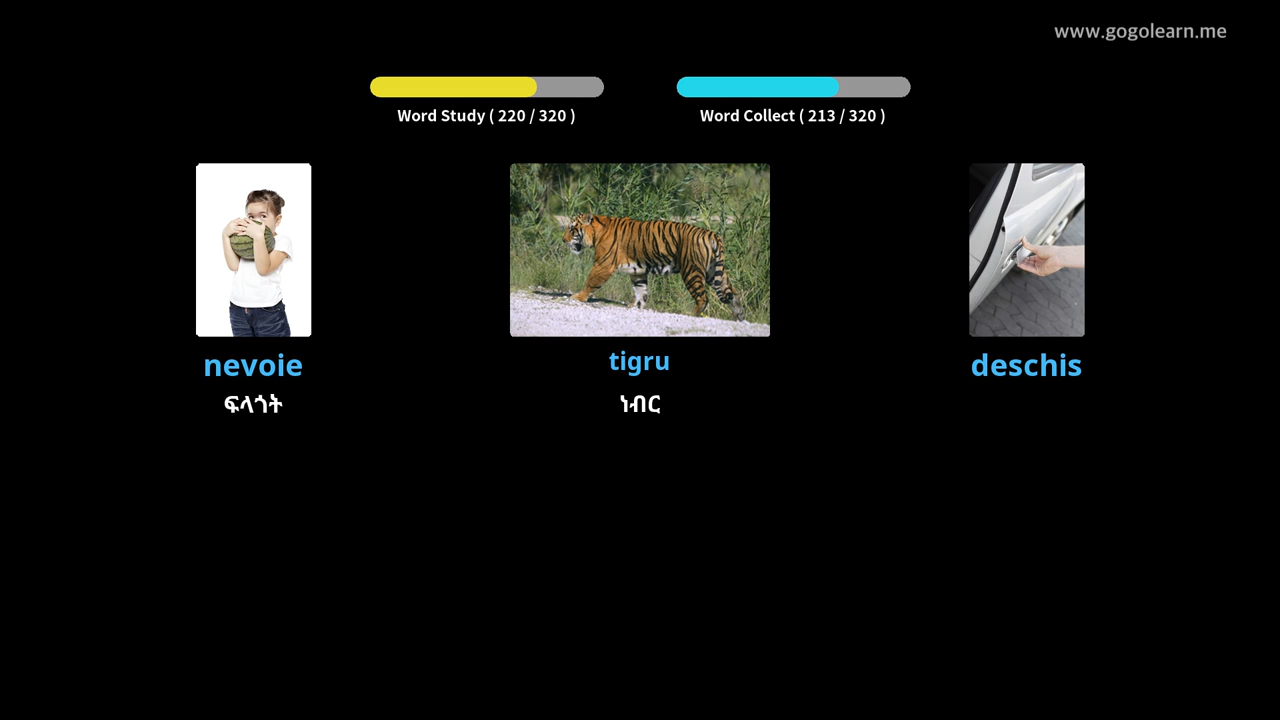 www.gogolearn.me
Word Study ( 220 / 320 )
Word Collect ( 213 / 320 )
nevoie
ፍላጎት
tigru
ነብር
deschis